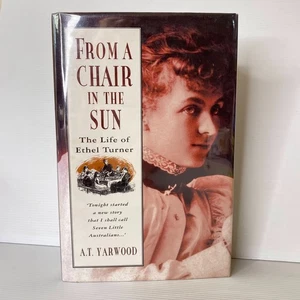 FROM A
CHAIR
IN THE
SUN
The Life of
Ethel Turner
'Tonight started
a new story
that I shall call
Seven Little
Australians...'
A.T. YARWOOD